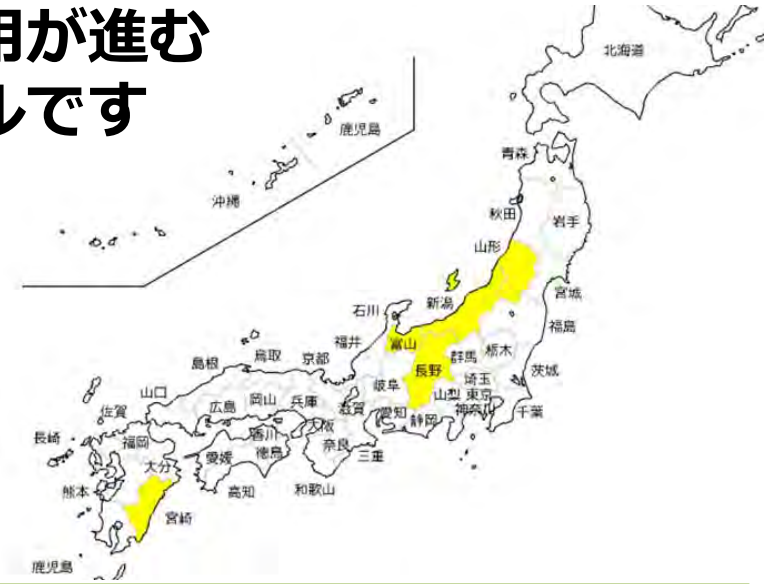 用が進む
ルです
北海道
鹿児島
青森
沖縄
秋田
岩手
山形
宮城
新潟
石川
福島
福井
富山
栃木
群馬
島根
鳥取
京都
長野
茨城
埼玉
岐阜
山口
広島
岡山
兵庫
滋賀
山梨
東京
佐賀
愛知
静岡
神奈川
千葉
長崎
福岡
香川
大阪
奈良
三重
大分
愛媛
徳島
熊本
高知
和歌山
宮崎
鹿児島